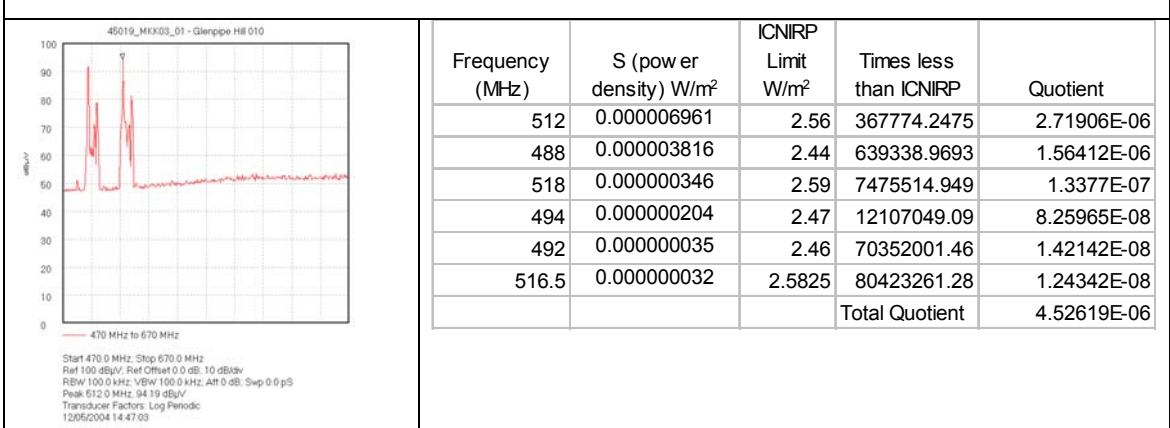 45019_MKK03_01 - Glenpipe Hill 010
100
90
80
70
60
50
40
30
20
10
0
dBµV
470 MHz to 670 MHz
Start 470.0 MHz; Stop 670.0 MHz
Ref 100 dBµV; Ref Offset 0.0 dB; 10 dB/div
RBW 100.0 kHz; VBW 100.0 kHz; Att 0 dB; Swp 0.0 pS
Peak 512.0 MHz, 94.19 dBµV
Transducer Factors: Log Periodic
12/05/2004 14:47:03
Frequency (MHz) S (power density) W/m² ICNIRP Limit W/m² Times less than ICNIRP Quotient
512 0.000006961 2.56 367774.2475 2.71906E-06
488 0.000003816 2.44 639338.9693 1.56412E-06
518 0.000000346 2.59 7475514.949 1.3377E-07
494 0.000000204 2.47 12107049.09 8.25965E-08
492 0.000000035 2.46 70352001.46 1.42142E-08
516.5 0.000000032 2.5825 80423261.28 1.24342E-08
Total Quotient 4.52619E-06